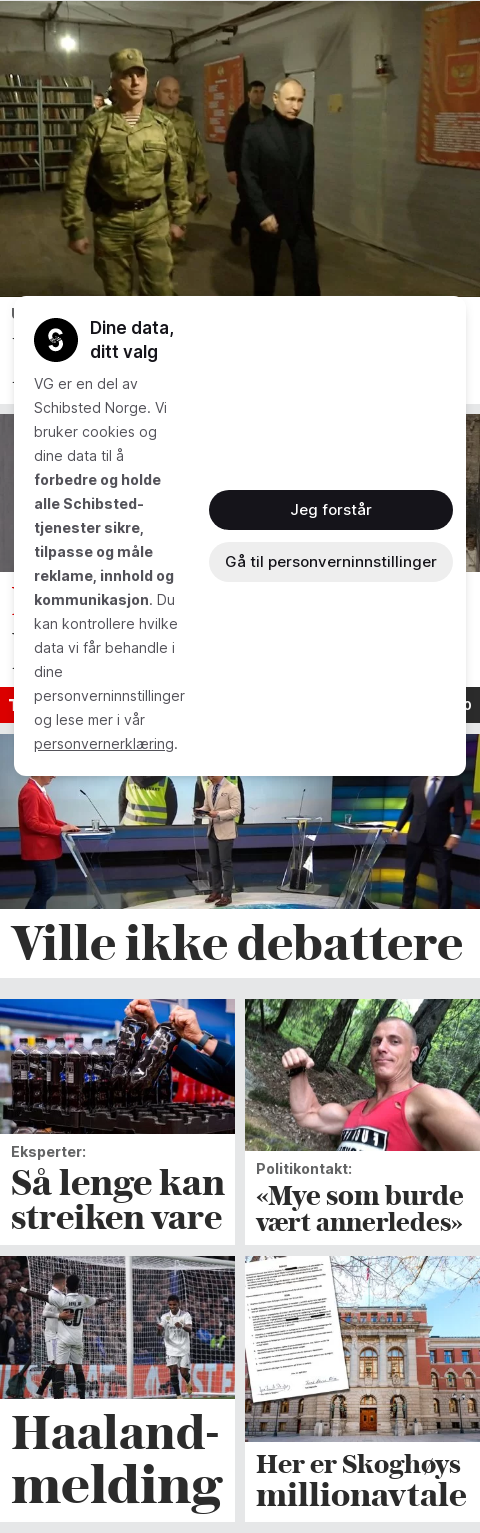 Dine data,
ditt valg
VG er en del av
Schibsted Norge. Vi
bruker cookies og
dine data til å
forbedre og holde
alle Schibsted-
tjenester sikre,
tilpasse og måle
reklame, innhold og
kommunikasjon. Du
kan kontrollere hvilke
data vi får behandle i
dine
personverninnstillinger
og lese mer i vår
personvernerklæring.
Jeg forstår
Gå til personverninnstillinger
Ville ikke debattere
Eksperter:
Så lenge kan
streiken vare
Politikontakt:
«Mye som burde
vært annerledes»
Haaland-
melding
Her er Skoghøys
millionavtale